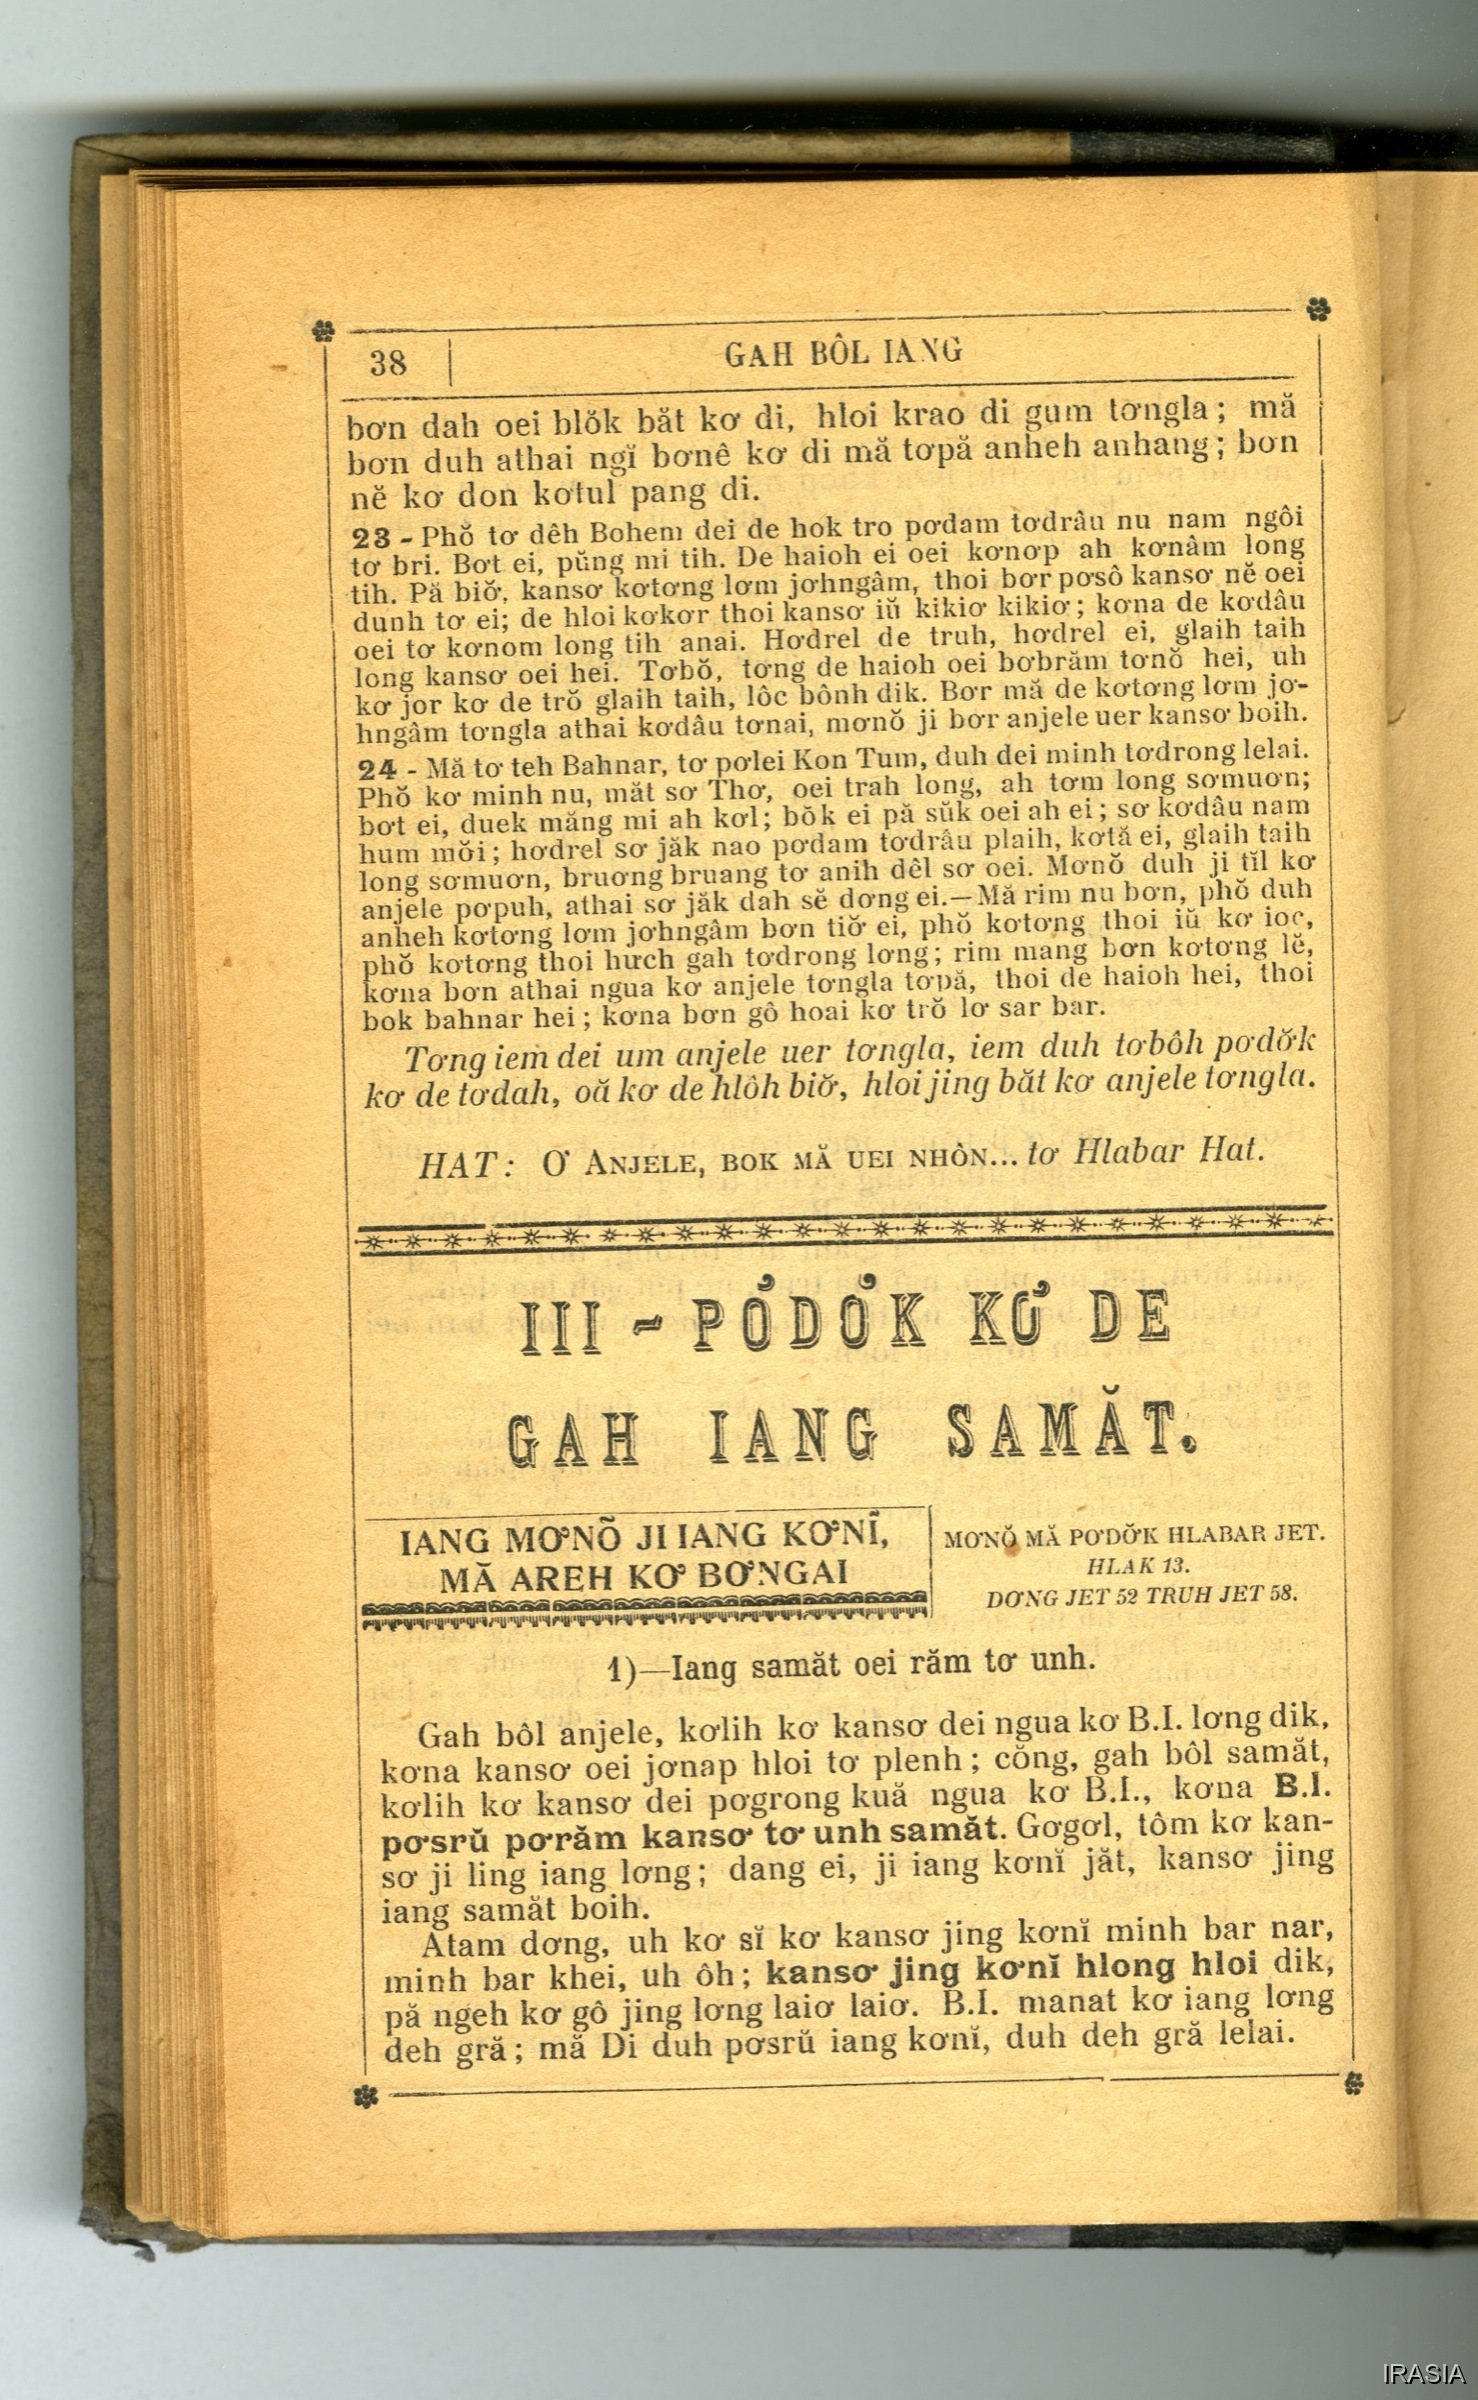 38 GAH BÔL IANG
bơn dah oei blŏk băt kơ di, hloi krao di gum tơngla; mă
bơn duh athai ngĭ bơnê kơ di mă tơpă anheh anhang; bơn
nĕ kơ don kơtul pang di.
23 - Phŏ tơ dêh Bohem dei de hok tro pơdam tơdrâu nu nam ngôi
tơ bri. Bơt ei, pŭng mi tih. De haioh ei oei kơnơp ah kơnâm long
tih. Pă biơ̆, kansơ kơtơng lơm jơhngâm, thoi bơr pơsô kansơ nĕ oei
dunh tơ ei; de hloi kơkơr thoi kansơ iŭ kikiơ kikiơ; kơna de kơdâu
oei tơ kơnom long tih anai. Hơdrel de truh, hơdrel ei, glaih taih
long kansơ oei hei. Tơbŏ, tơng de haioh oei bơbrăm tơnŏ hei, uh
kơ jor kơ de trŏ glaih taih, lôc bônh dik. Bơr mă de kơtơng lơm jơ-
hngâm tơngla athai kơdâu tơnai, mơnŏ ji bơr anjele uer kansơ boih.
24 - Mă tơ teh Bahnar, tơ pơlei Kon Tum, duh dei minh tơdrong lelai.
Phŏ kơ minh nu, măt sơ Thơ, oei trah long, ah tơm long sơmuơn;
bơt ei, duek măng mi ah kơl; bŏk ei pă sŭk oei ah ei; sơ kơdâu nam
hum mŏi; hơdrel sơ jăk nao pơdam tơdrâu plaih, kơtă ei, glaih taih
long sơmuơn, bruơng bruang tơ anih dêl sơ oei. Mơnŏ duh ji tĭl kơ
anjele pơpuh, athai sơ jăk dah sĕ dơng ei.—Mă rim nu bơn, phŏ duh
anheh kơtơng lơm jơhngâm bơn tiơ̆ ei, phŏ kơtơng thoi iŭ kơ ioc,
phŏ kơtơng thoi hưch gah tơdrong lơng; rim mang bơn kơtơng lĕ,
kơna bơn athai ngua kơ anjele tơngla tơpă, thoi de haioh hei, thoi
bok bahnar hei; kơna bơn gô hoai kơ trŏ lơ sar bar.
Tơng iem dei um anjele uer tơngla, iem duh tơbôh pơdơ̆k
kơ de tơdah, oă kơ de hlôh biơ̆, hloi jing băt kơ anjele tơngla.
HAT: Ơ ANJELE, BOK MĂ UEI NHÔN... tơ Hlabar Hat.
III - PƠDƠK KƠ DE
GAH IANG SAMĂT.
IANG MƠNŎ JI IANG KƠNĬ,
MĂ AREH KƠ BƠNGAI
MƠNŎ MĂ PƠDƠ̆K HLABAR JET.
HLAK 13.
DƠNG JET 52 TRUH JET 58.
1)—Iang samăt oei răm tơ unh.
Gah bôl anjele, kơlih kơ kansơ dei ngua kơ B.I. lơng dik,
kơna kansơ oei jơnap hloi tơ plenh; cŏng, gah bôl samăt,
kơlih kơ kansơ dei pơgrong kuă ngua kơ B.I., kơna B.I.
pơsrŭ pơrăm kansơ tơ unh samăt. Gơgơl, tôm kơ kan-
sơ ji ling iang lơng; dang ei, ji iang kơnĭ jăt, kansơ jing
iang samăt boih.
Atam dơng, uh kơ sĭ kơ kansơ jing kơnĭ minh bar nar,
minh bar khei, uh ôh; kansơ jing kơnĭ hlong hloi dik,
pă ngeh kơ gô jing lơng laiơ laiơ. B.I. manat kơ iang lơng
deh gră; mă Di duh pơsrŭ iang kơnĭ, duh deh gră lelai.
IRASIA